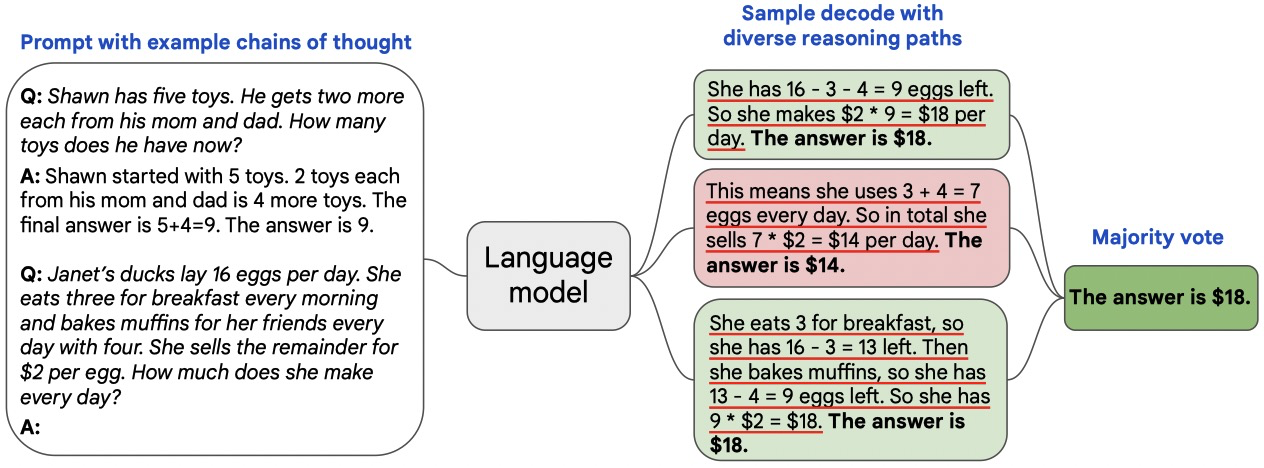 Prompt with example chains of thought
Q: Shawn has five toys. He gets two more
each from his mom and dad. How many
toys does he have now?
A: Shawn started with 5 toys. 2 toys each
from his mom and dad is 4 more toys. The
final answer is 5+4=9. The answer is 9.
Q: Janet’s ducks lay 16 eggs per day. She
eats three for breakfast every morning
and bakes muffins for her friends every
day with four. She sells the remainder for
$2 per egg. How much does she make
every day?
A:
Language
model
Sample decode with
diverse reasoning paths
She has 16 - 3 - 4 = 9 eggs left.
So she makes $2 * 9 = $18 per
day. The answer is $18.
This means she uses 3 + 4 = 7
eggs every day. So in total she
sells 7 * $2 = $14 per day. The
answer is $14.
She eats 3 for breakfast, so
she has 16 - 3 = 13 left. Then
she bakes muffins, so she has
13 - 4 = 9 eggs left. So she has
9 * $2 = $18. The answer is
$18.
Majority vote
The answer is $18.